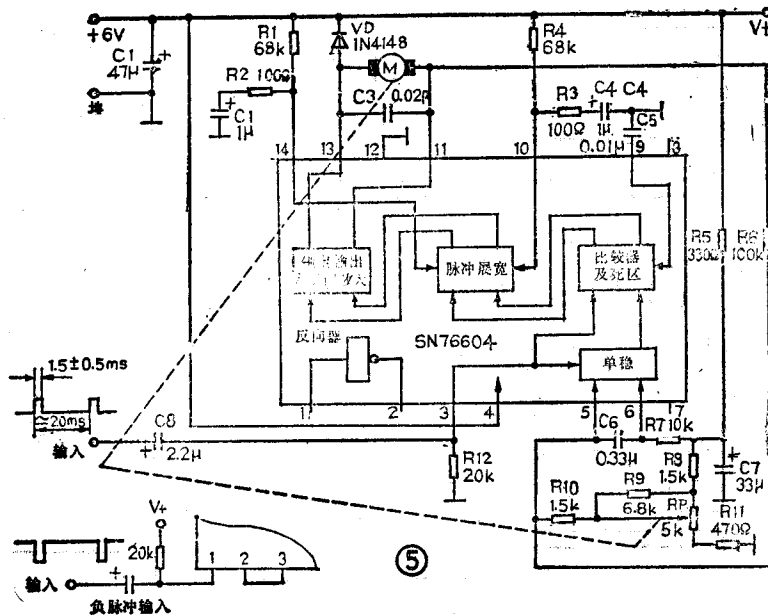 +6V
C1
47μ
地
R1
68k
VD
1N4148
R4
68k
V+
R2 100Ω
M
C1
1μ
C3 0.02μ
R3
100Ω
C4 C4
1μ
C5
0.01μ
14 13 12 11 10 9
R5
330Ω
R6
100k
脉冲展宽
比较器
及死区
反向器
SN76604
单稳
1.5±0.5ms
≃20ms
输入
C8
2.2μ
1 2 3 4 5 6 7
R12
20k
C6
0.33μ
R7 10k
R8
1.5k
C7
33μ
R10
1.5k
R9
6.8k
RP
5k
R11
470Ω
V+
20k
1 2 3
输入
负脉冲输入
⑤